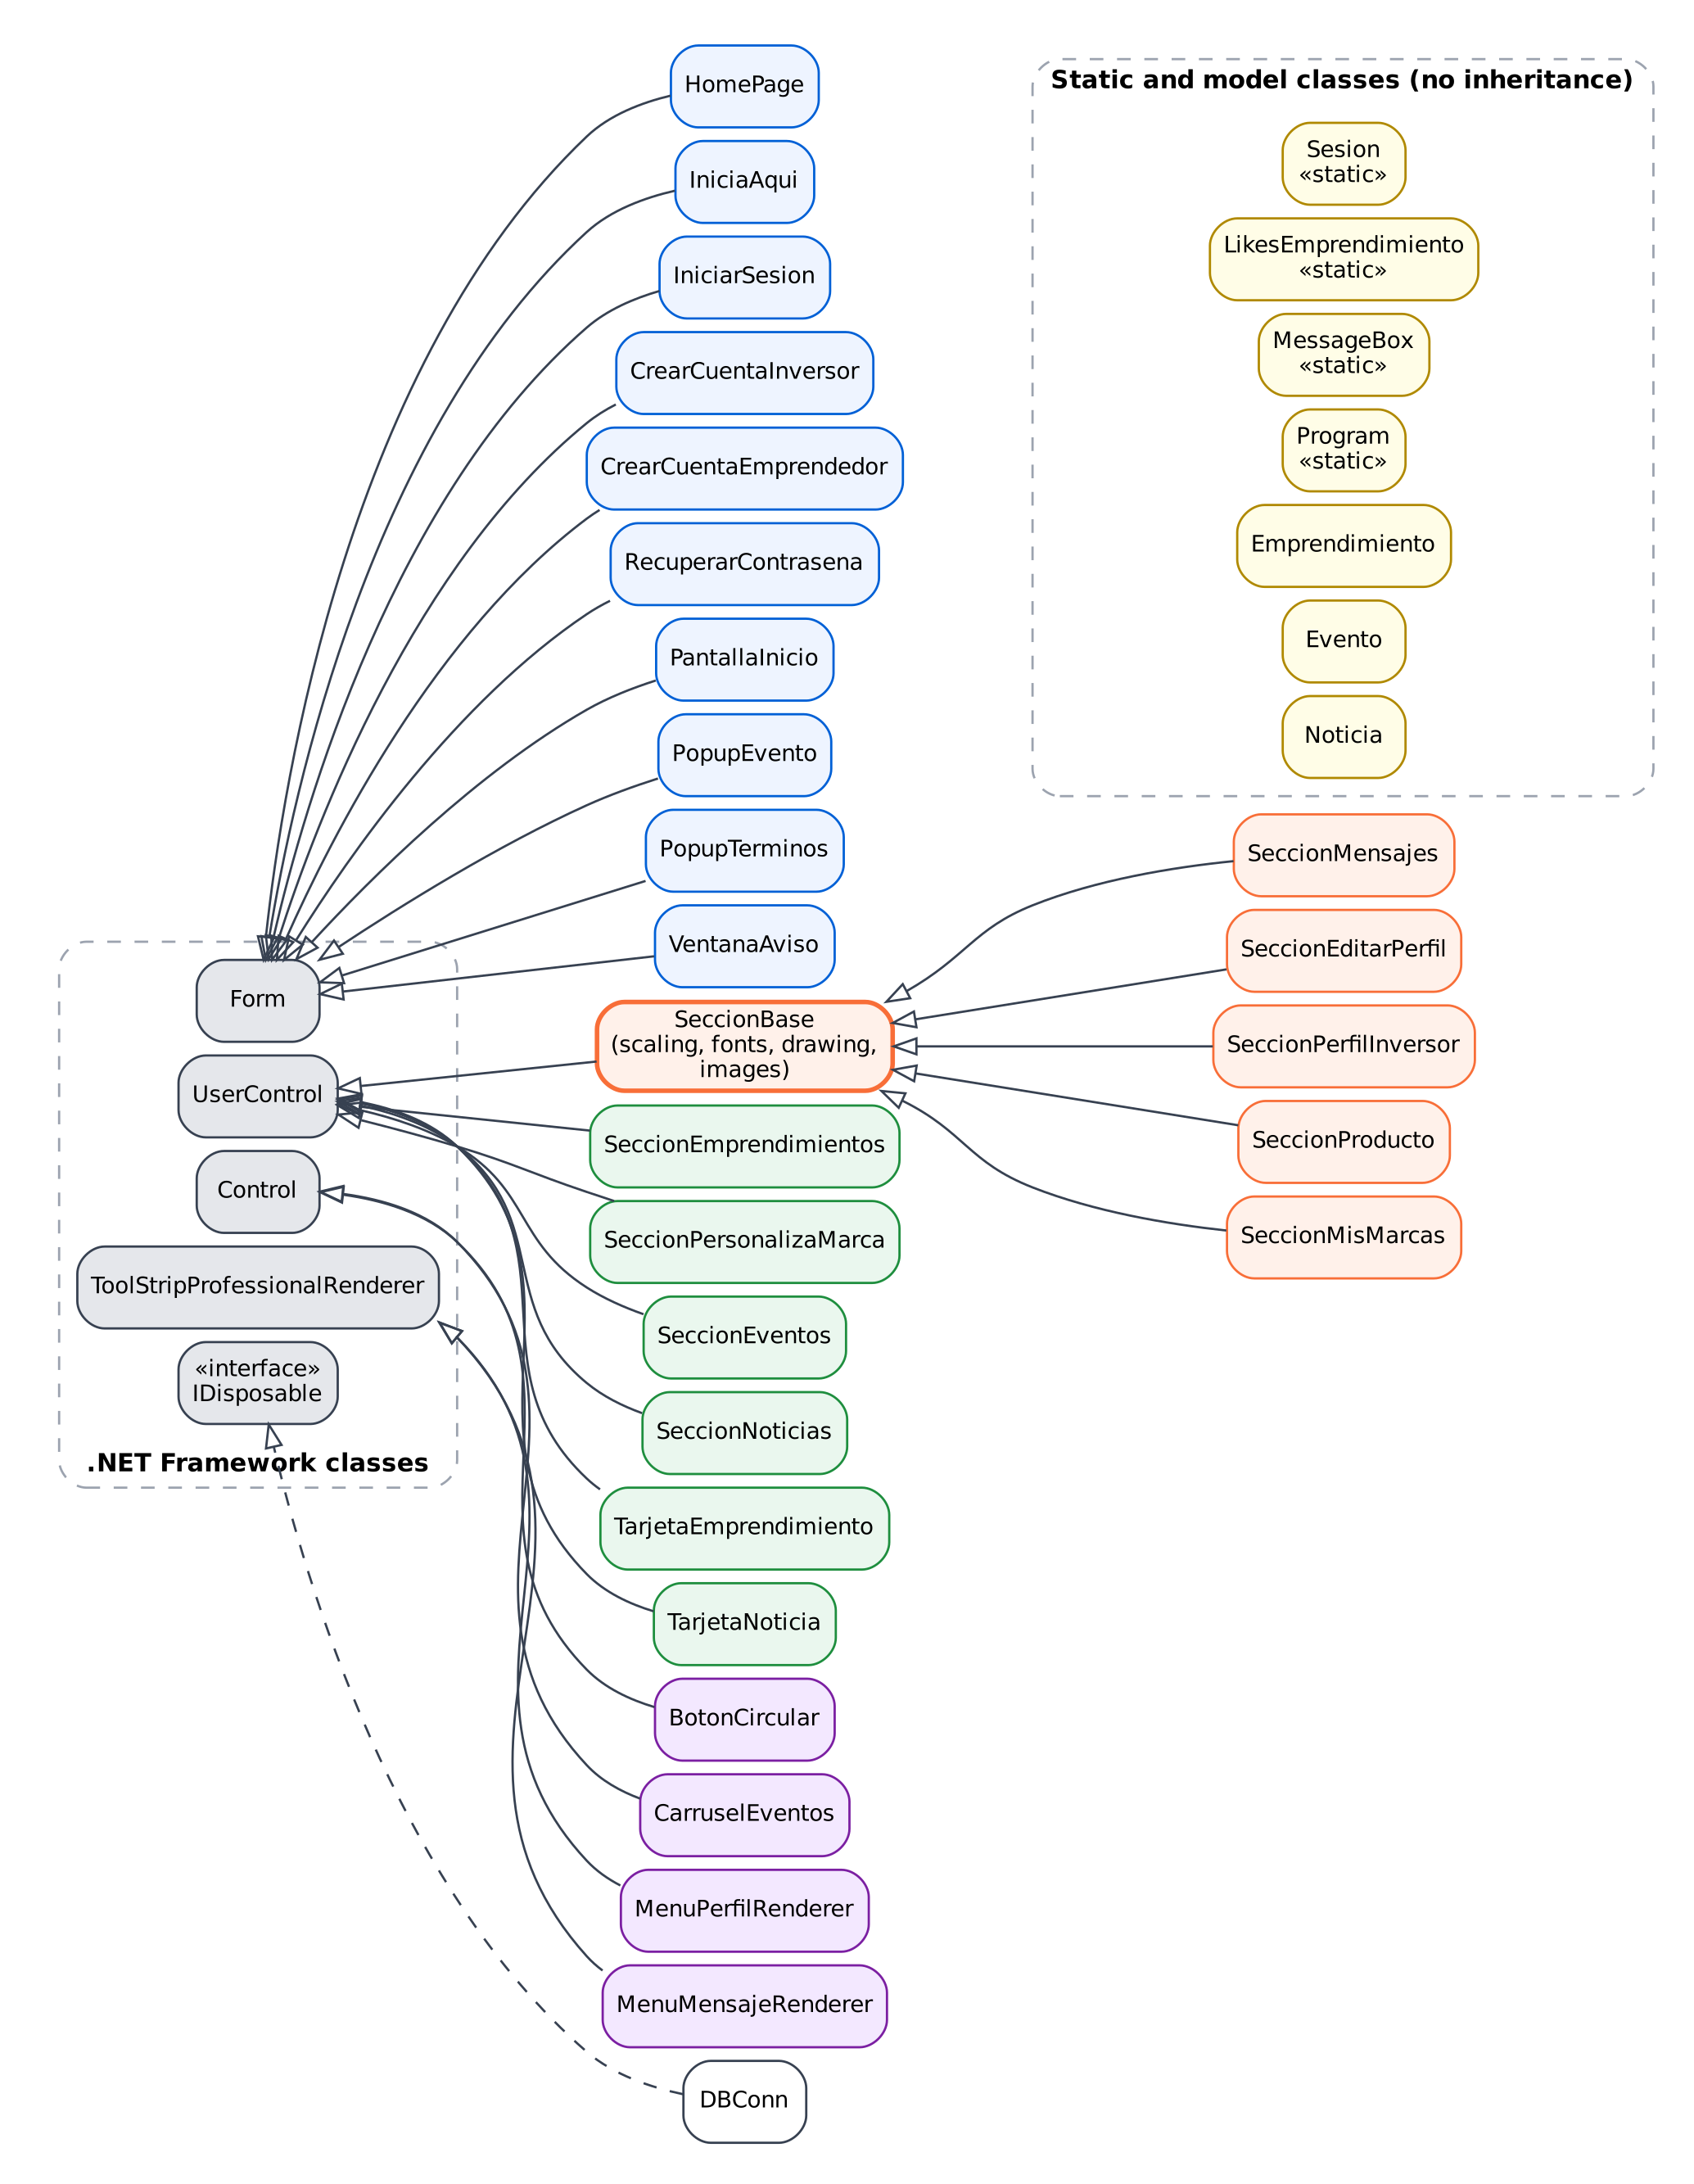 HomePage
IniciaAqui
IniciarSesion
CrearCuentaInversor
CrearCuentaEmprendedor
RecuperarContrasena
PantallaInicio
PopupEvento
PopupTerminos
VentanaAviso
SeccionBase
(scaling, fonts, drawing,
images)
SeccionEmprendimientos
SeccionPersonalizaMarca
SeccionEventos
SeccionNoticias
TarjetaEmprendimiento
TarjetaNoticia
BotonCircular
CarruselEventos
MenuPerfilRenderer
MenuMensajeRenderer
DBConn
Form
UserControl
Control
ToolStripProfessionalRenderer
«interface»
IDisposable
.NET Framework classes
Static and model classes (no inheritance)
Sesion
«static»
LikesEmprendimiento
«static»
MessageBox
«static»
Program
«static»
Emprendimiento
Evento
Noticia
SeccionMensajes
SeccionEditarPerfil
SeccionPerfilInversor
SeccionProducto
SeccionMisMarcas